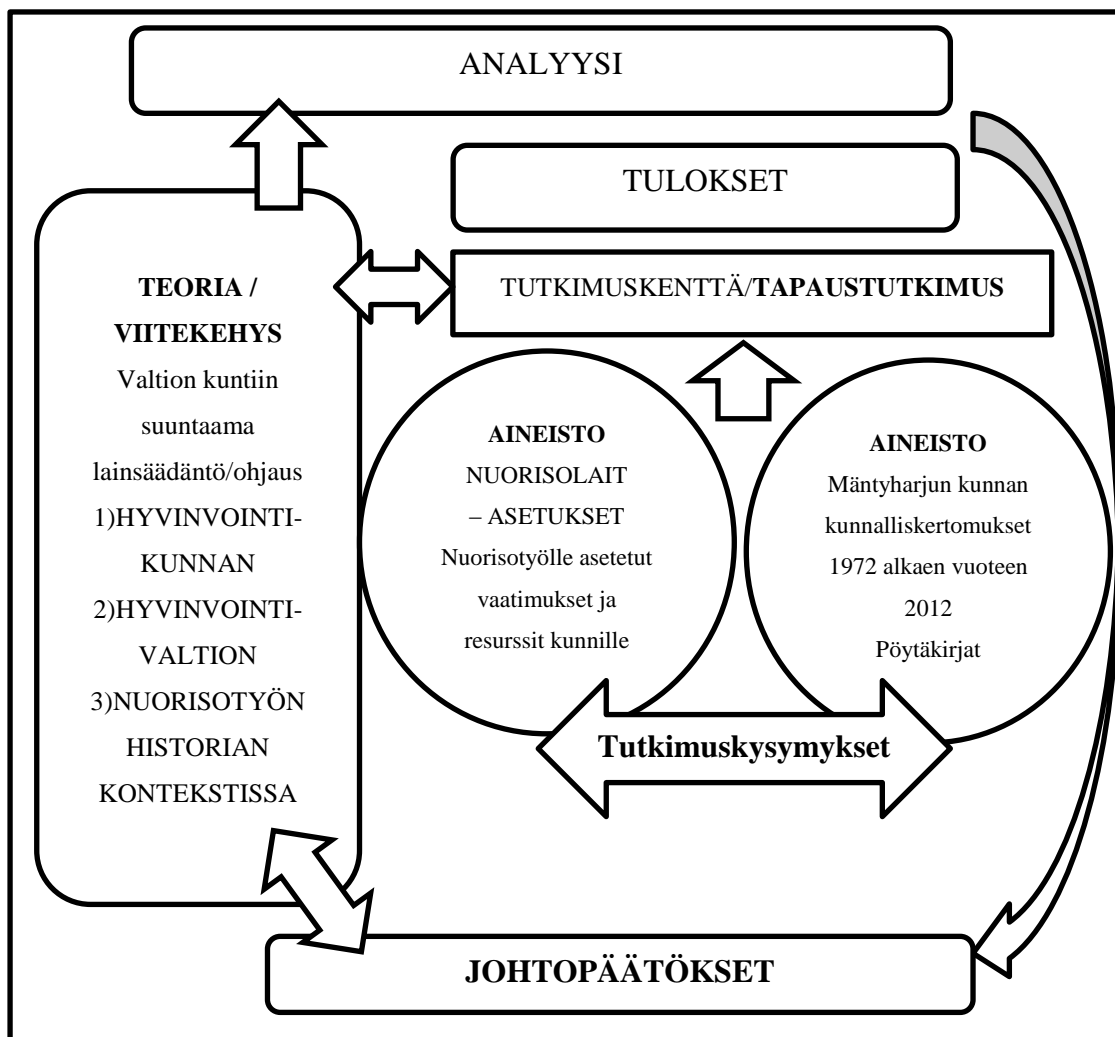 ANALYYSI
TULOKSET
TUTKIMUSKENTTÄ/TAPAUSTUTKIMUS
TEORIA /
VIITEKEHYS
Valtion kuntiin
suuntaama
lainsäädäntö/ohjaus
1)HYVINVOINTI-
KUNNAN
2)HYVINVOINTI-
VALTION
3)NUORISOTYÖN
HISTORIAN
KONTEKSTISSA
AINEISTO
NUORISOLAIT
– ASETUKSET
Nuorisotyölle asetetut
vaatimukset ja
resurssit kunnille
AINEISTO
Mäntyharjun kunnan
kunnalliskertomukset
1972 alkaen vuoteen
2012
Pöytäkirjat
Tutkimuskysymykset
JOHTOPÄÄTÖKSET